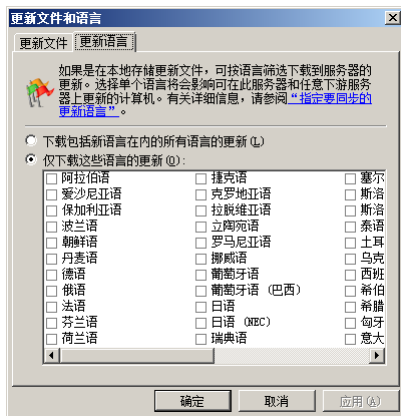 更新文件和语言
更新文件 更新语言
如果是在本地存储更新文件，可按语言筛选下载到服务器的
更新。选择单个语言将会影响可在此服务器和任意下游服务
器上更新的计算机。有关详细信息，请参阅“指定要同步的
更新语言”。
下载包括新语言在内的所有语言的更新(L)
仅下载这些语言的更新(O):
阿拉伯语 捷克语 塞尔
爱沙尼亚语 克罗地亚语 斯洛
保加利亚语 拉脱维亚语 斯洛
波兰语 立陶宛语 泰语
朝鲜语 罗马尼亚语 土耳
丹麦语 挪威语 乌克
德语 葡萄牙语 西班
俄语 葡萄牙语 (巴西) 希伯
法语 日语 希腊
芬兰语 日语 (NEC) 匈牙
荷兰语 瑞典语 意大
确定 取消 应用(A)